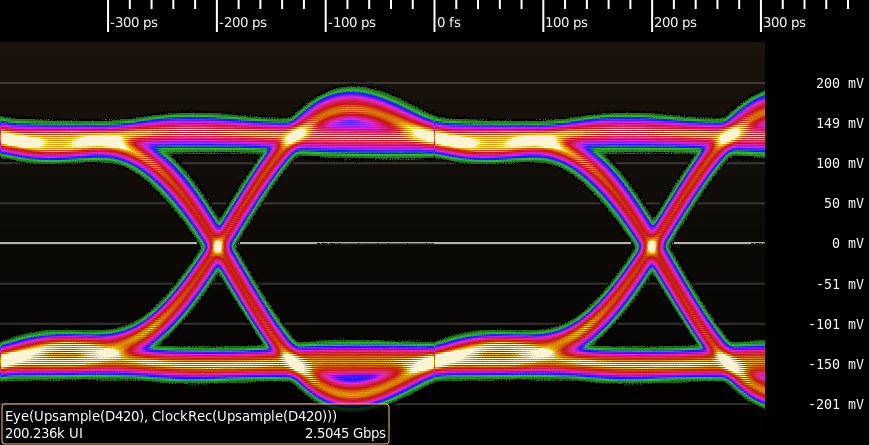 -300 ps
-200 ps
-100 ps
0 fs
100 ps
200 ps
300 ps
200 mV
149 mV
100 mV
50 mV
0 mV
-51 mV
-101 mV
-150 mV
-201 mV
Eye(Upsample(D420), ClockRec(Upsample(D420)))
200.236k UI 2.5045 Gbps